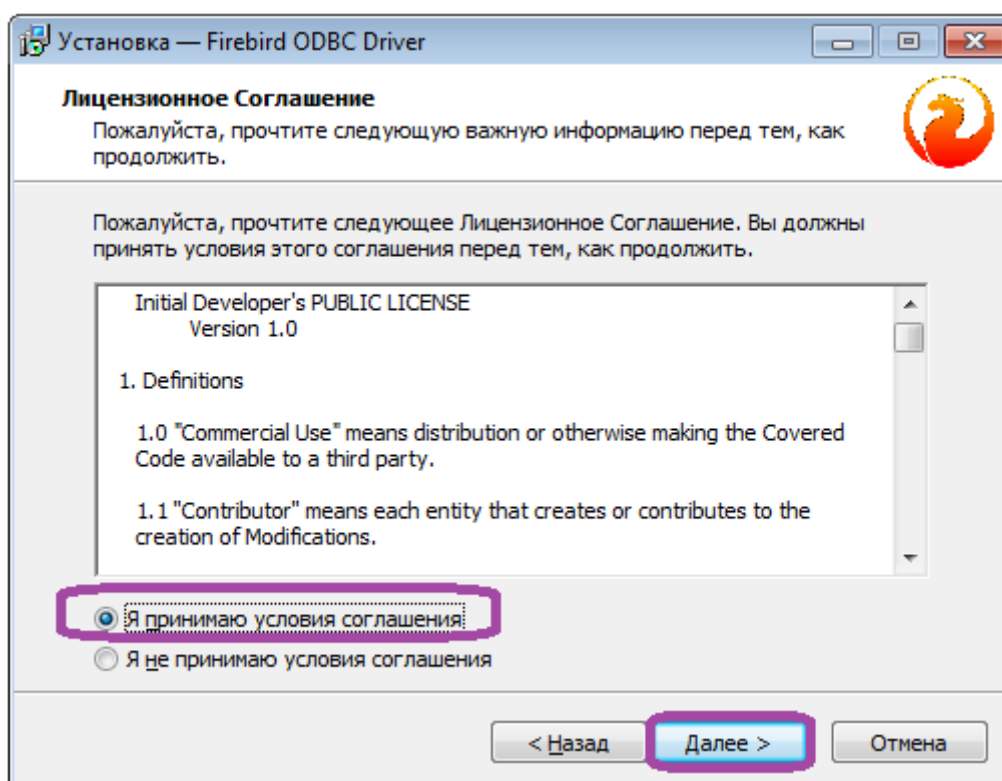 Установка — Firebird ODBC Driver
Лицензионное Соглашение
Пожалуйста, прочтите следующую важную информацию перед тем, как
продолжить.
Пожалуйста, прочтите следующее Лицензионное Соглашение. Вы должны
принять условия этого соглашения перед тем, как продолжить.
Initial Developer's PUBLIC LICENSE
Version 1.0
1. Definitions
1.0 "Commercial Use" means distribution or otherwise making the Covered
Code available to a third party.
1.1 "Contributor" means each entity that creates or contributes to the
creation of Modifications.
Я принимаю условия соглашения
Я не принимаю условия соглашения
< Назад
Далее >
Отмена